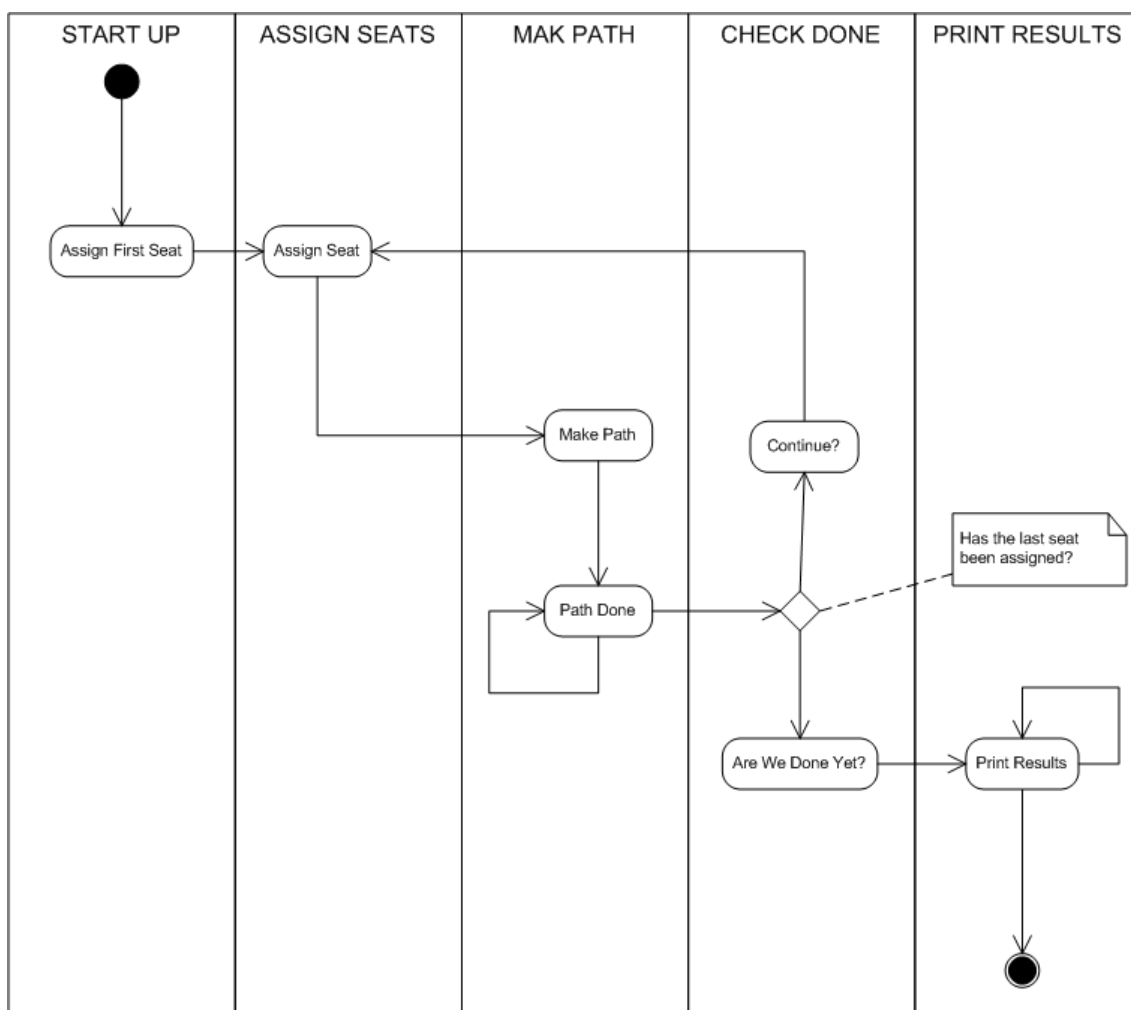 START UP
ASSIGN SEATS
MAK PATH
CHECK DONE
PRINT RESULTS
Assign First Seat
Assign Seat
Make Path
Continue?
Has the last seat
been assigned?
Path Done
Are We Done Yet?
Print Results